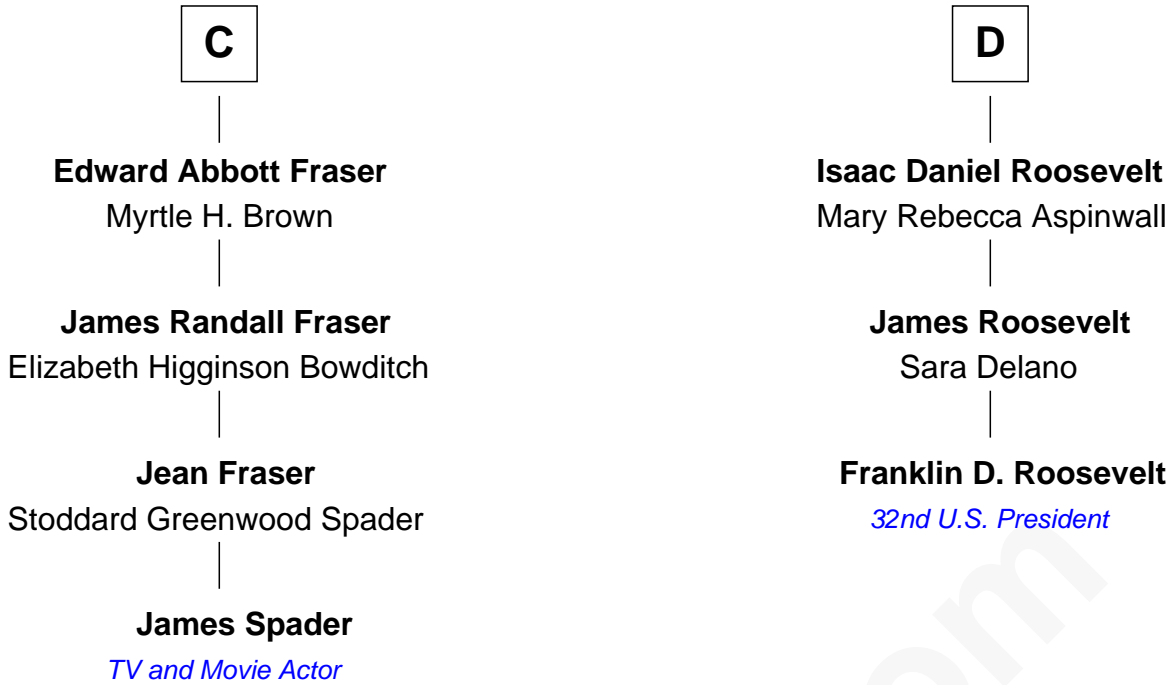 C
Edward Abbott Fraser
Myrtle H. Brown
James Randall Fraser
Elizabeth Higginson Bowditch
Jean Fraser
Stoddard Greenwood Spader
James Spader
TV and Movie Actor
D
Isaac Daniel Roosevelt
Mary Rebecca Aspinwall
James Roosevelt
Sara Delano
Franklin D. Roosevelt
32nd U.S. President
om